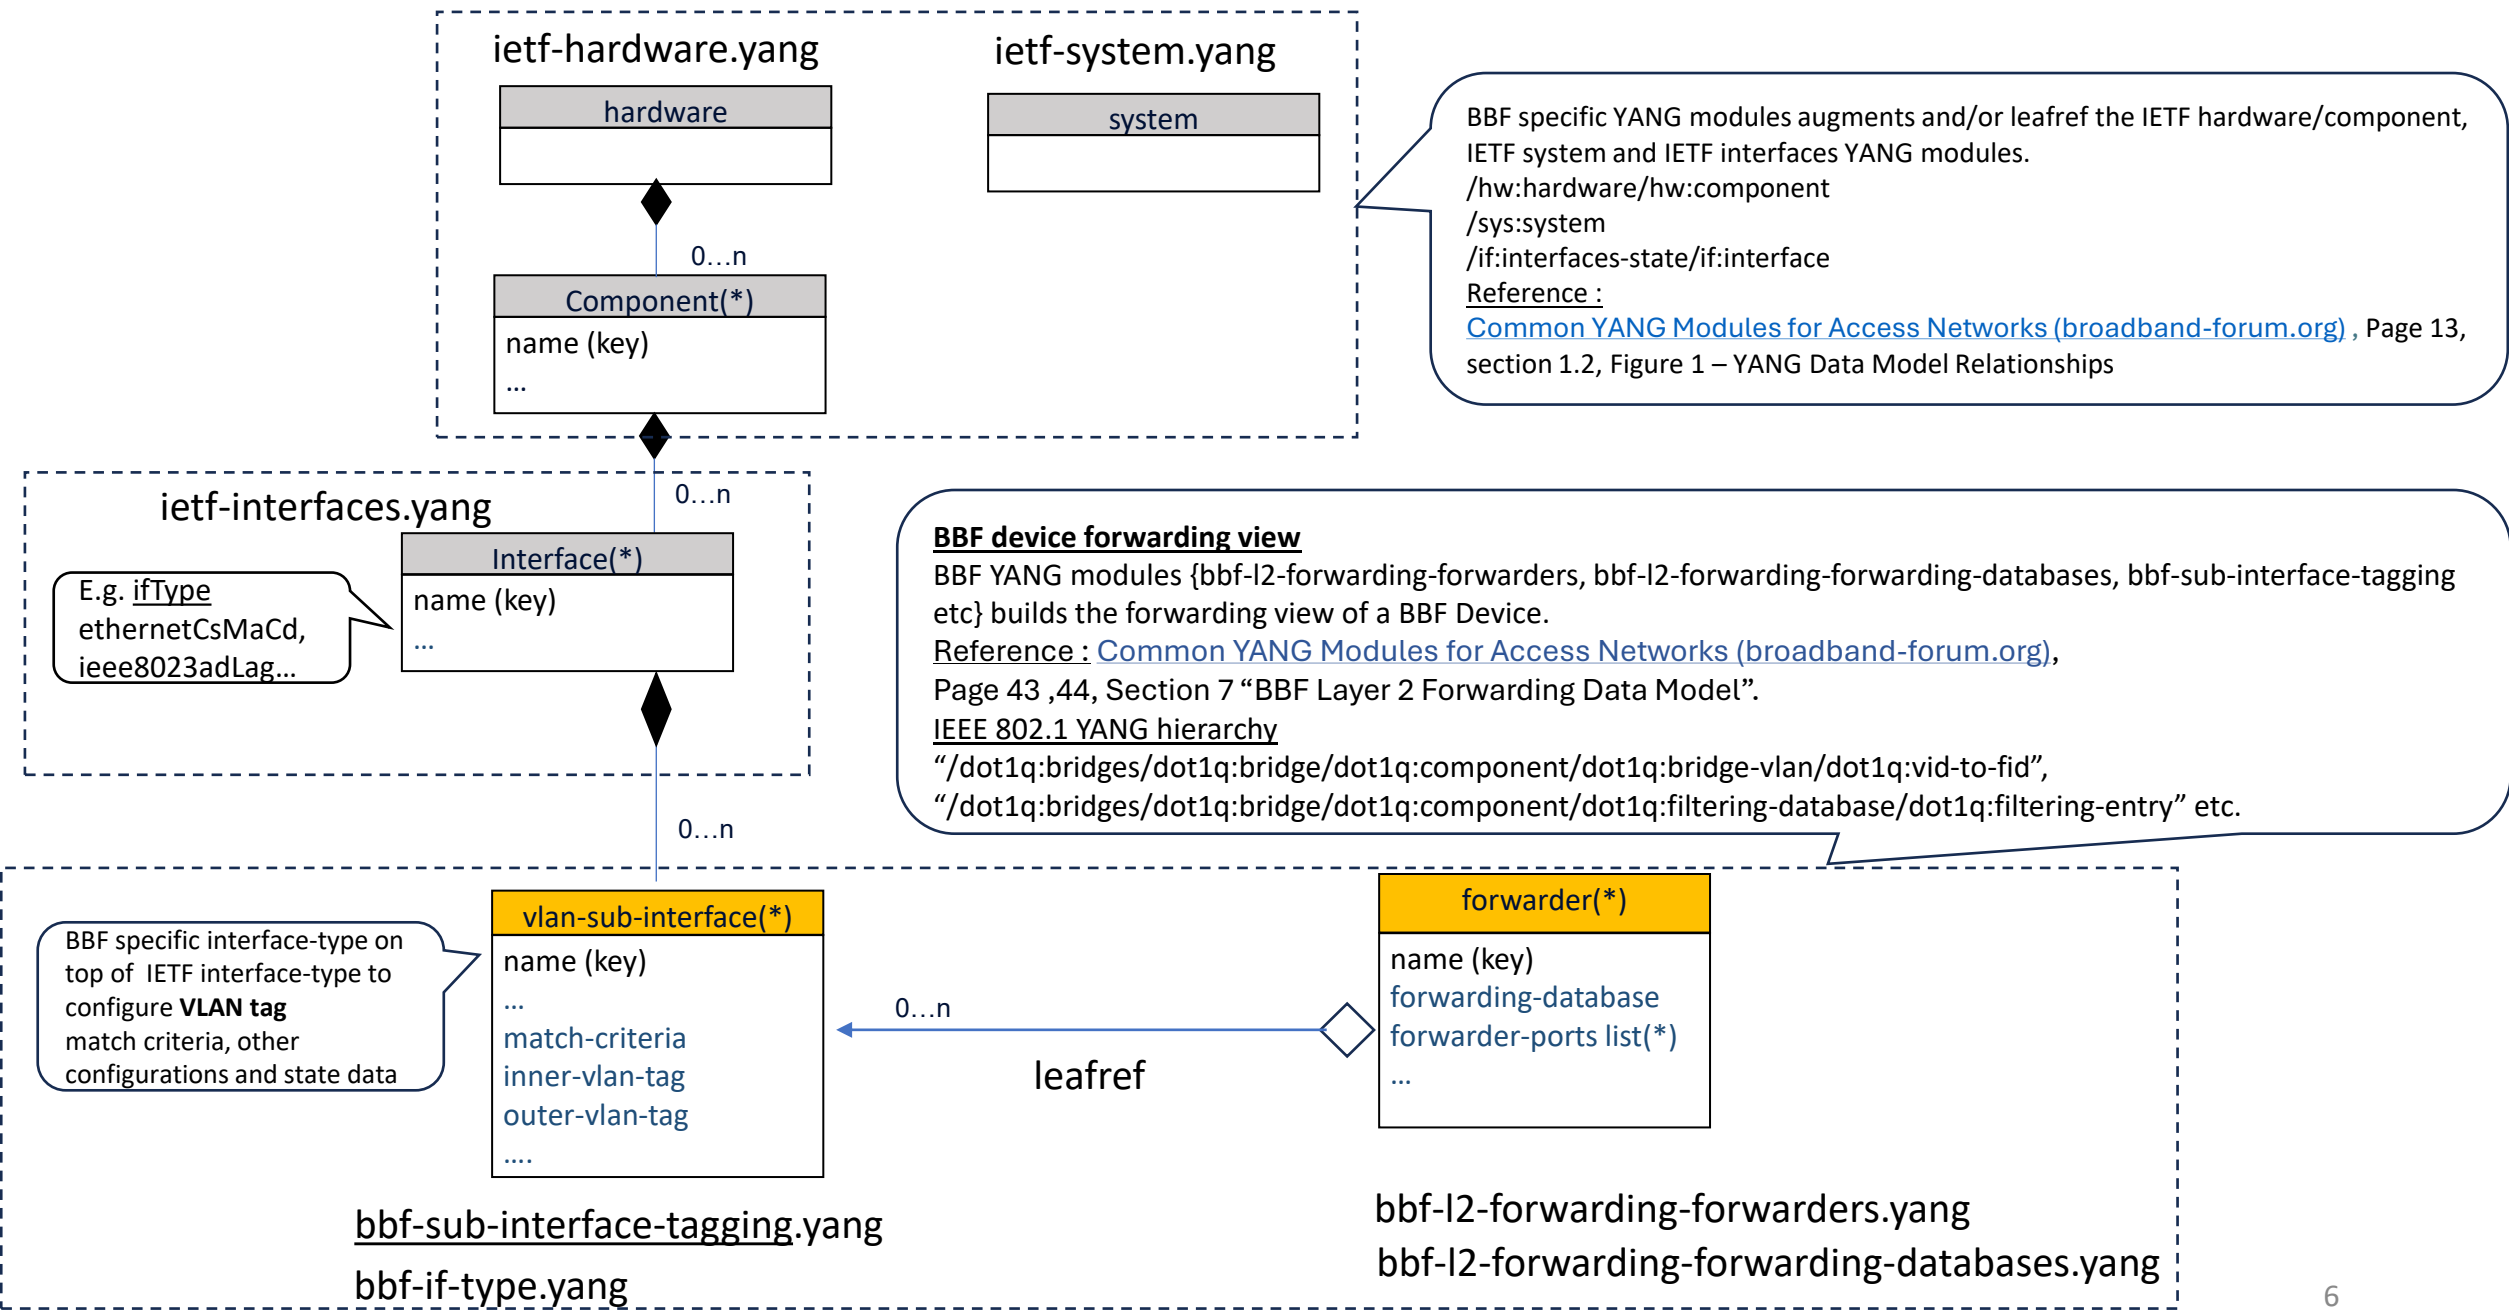 ietf-hardware.yang
ietf-system.yang
hardware
system
0...n
Component(*)
name (key)
...
BBF specific YANG modules augments and/or leafref the IETF hardware/component,
IETF system and IETF interfaces YANG modules.
/hw:hardware/hw:component
/sys:system
/if:interfaces-state/if:interface
Reference :
Common YANG Modules for Access Networks (broadband-forum.org) , Page 13,
section 1.2, Figure 1 – YANG Data Model Relationships
ietf-interfaces.yang
0...n
Interface(*)
name (key)
...
E.g. ifType
ethernetCsMaCd,
ieee8023adLag...
BBF device forwarding view
BBF YANG modules {bbf-l2-forwarding-forwarders, bbf-l2-forwarding-forwarding-databases, bbf-sub-interface-tagging
etc} builds the forwarding view of a BBF Device.
Reference : Common YANG Modules for Access Networks (broadband-forum.org),
Page 43 ,44, Section 7 “BBF Layer 2 Forwarding Data Model”.
IEEE 802.1 YANG hierarchy
“/dot1q:bridges/dot1q:bridge/dot1q:component/dot1q:bridge-vlan/dot1q:vid-to-fid”,
“/dot1q:bridges/dot1q:bridge/dot1q:component/dot1q:filtering-database/dot1q:filtering-entry” etc.
0...n
BBF specific interface-type on
top of  IETF interface-type to
configure VLAN tag
match criteria, other
configurations and state data
vlan-sub-interface(*)
name (key)
...
match-criteria
inner-vlan-tag
outer-vlan-tag
....
0...n
leafref
forwarder(*)
name (key)
forwarding-database
forwarder-ports list(*)
...
bbf-sub-interface-tagging.yang
bbf-if-type.yang
bbf-l2-forwarding-forwarders.yang
bbf-l2-forwarding-forwarding-databases.yang
6